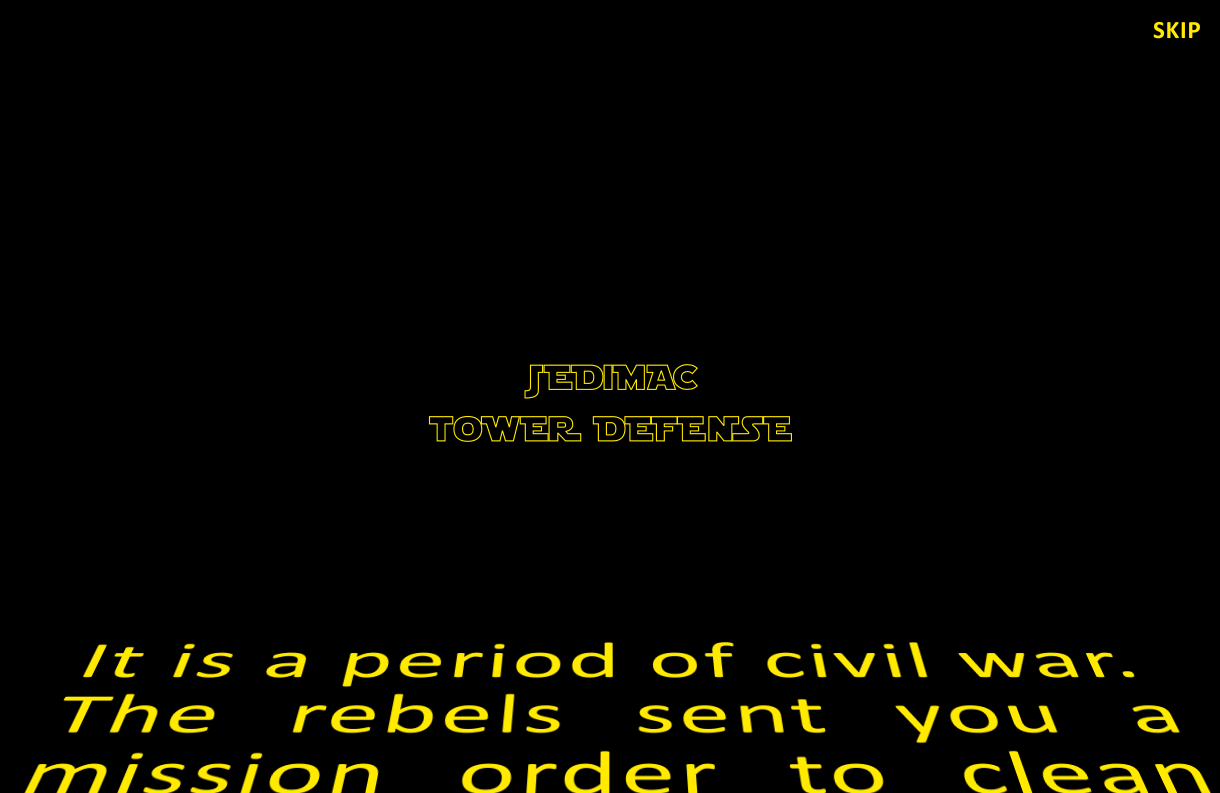 SKIP
JEDIMAC
TOWER DEFENSE
It is a period of civil war.
The rebels sent you a
mission order to clean